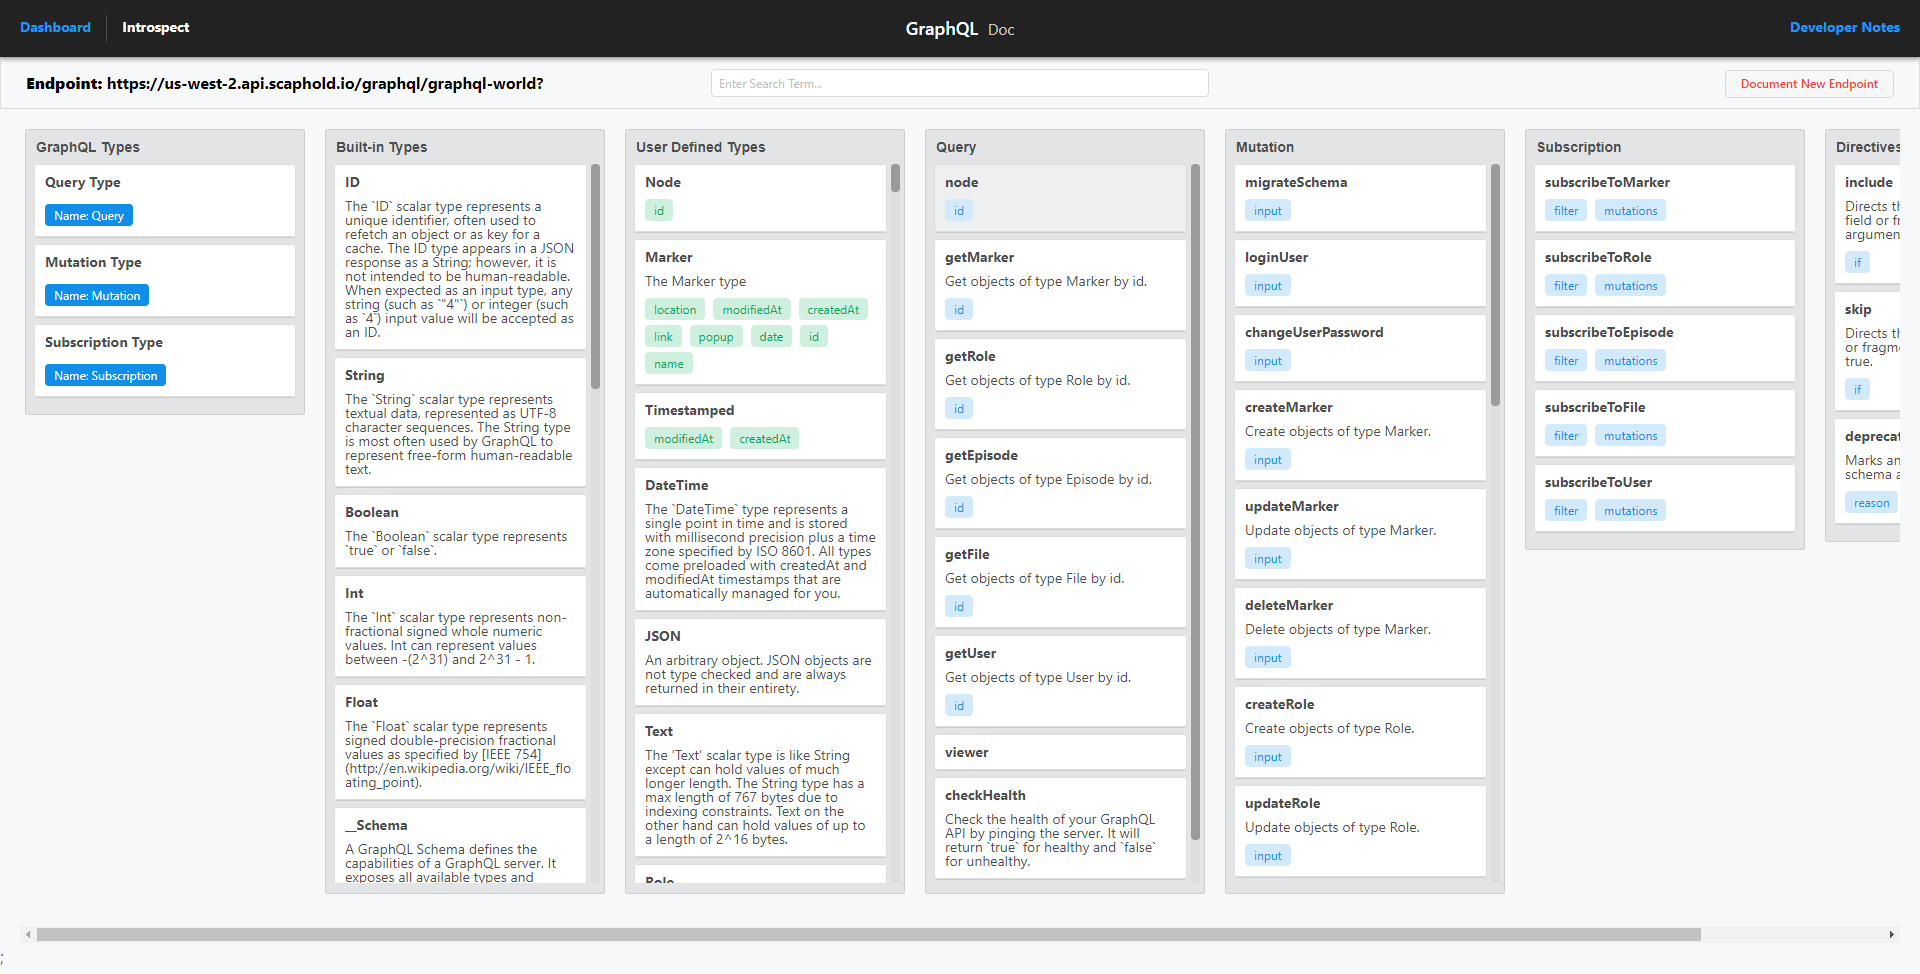 Dashboard
Introspect
GraphQL Doc
Developer Notes
Endpoint: https://us-west-2.api.scaphold.io/graphql/graphql-world?
Enter Search Term...
Document New Endpoint
GraphQL Types
Query Type
Name: Query
Mutation Type
Name: Mutation
Subscription Type
Name: Subscription
Built-in Types
ID
The `ID` scalar type represents a
unique identifier, often used to
refetch an object or as key for a
cache. The ID type appears in a JSON
response as a String; however, it is
not intended to be human-readable.
When expected as an input type, any
string (such as `"4"`) or integer (such
as `4`) input value will be accepted as
an ID.
String
The `String` scalar type represents
textual data, represented as UTF-8
character sequences. The String type
is most often used by GraphQL to
represent free-form human-readable
text.
Boolean
The `Boolean` scalar type represents
`true` or `false`.
Int
The `Int` scalar type represents non-
fractional signed whole numeric
values. Int can represent values
between -(2^31) and 2^31 - 1.
Float
The `Float` scalar type represents
signed double-precision fractional
values as specified by [IEEE 754]
(http://en.wikipedia.org/wiki/IEEE_flo
ating_point).
__Schema
A GraphQL Schema defines the
capabilities of a GraphQL server. It
exposes all available types and
User Defined Types
Node
id
Marker
The Marker type
location modifiedAt createdAt
link popup date id
name
Timestamped
modifiedAt createdAt
DateTime
The `DateTime` type represents a
single point in time and is stored
with millisecond precision plus a time
zone specified by ISO 8601. All types
come preloaded with createdAt and
modifiedAt timestamps that are
automatically managed for you.
JSON
An arbitrary object. JSON objects are
not type checked and are always
returned in their entirety.
Text
The 'Text' scalar type is like String
except can hold values of much
longer length. The String type has a
max length of 767 bytes due to
indexing constraints. Text on the
other hand can hold values of up to
a length of 2^16 bytes.
Role
Query
node
id
getMarker
Get objects of type Marker by id.
id
getRole
Get objects of type Role by id.
id
getEpisode
Get objects of type Episode by id.
id
getFile
Get objects of type File by id.
id
getUser
Get objects of type User by id.
id
viewer
checkHealth
Check the health of your GraphQL
API by pinging the server. It will
return `true` for healthy and `false`
for unhealthy.
Mutation
migrateSchema
input
loginUser
input
changeUserPassword
input
createMarker
Create objects of type Marker.
input
updateMarker
Update objects of type Marker.
input
deleteMarker
Delete objects of type Marker.
input
createRole
Create objects of type Role.
input
updateRole
Update objects of type Role.
input
Subscription
subscribeToMarker
filter mutations
subscribeToRole
filter mutations
subscribeToEpisode
filter mutations
subscribeToFile
filter mutations
subscribeToUser
filter mutations
Directives
include
Directs th
field or fr
argumen
if
skip
Directs th
or fragm
true.
if
deprecat
Marks an
schema a
reason
;